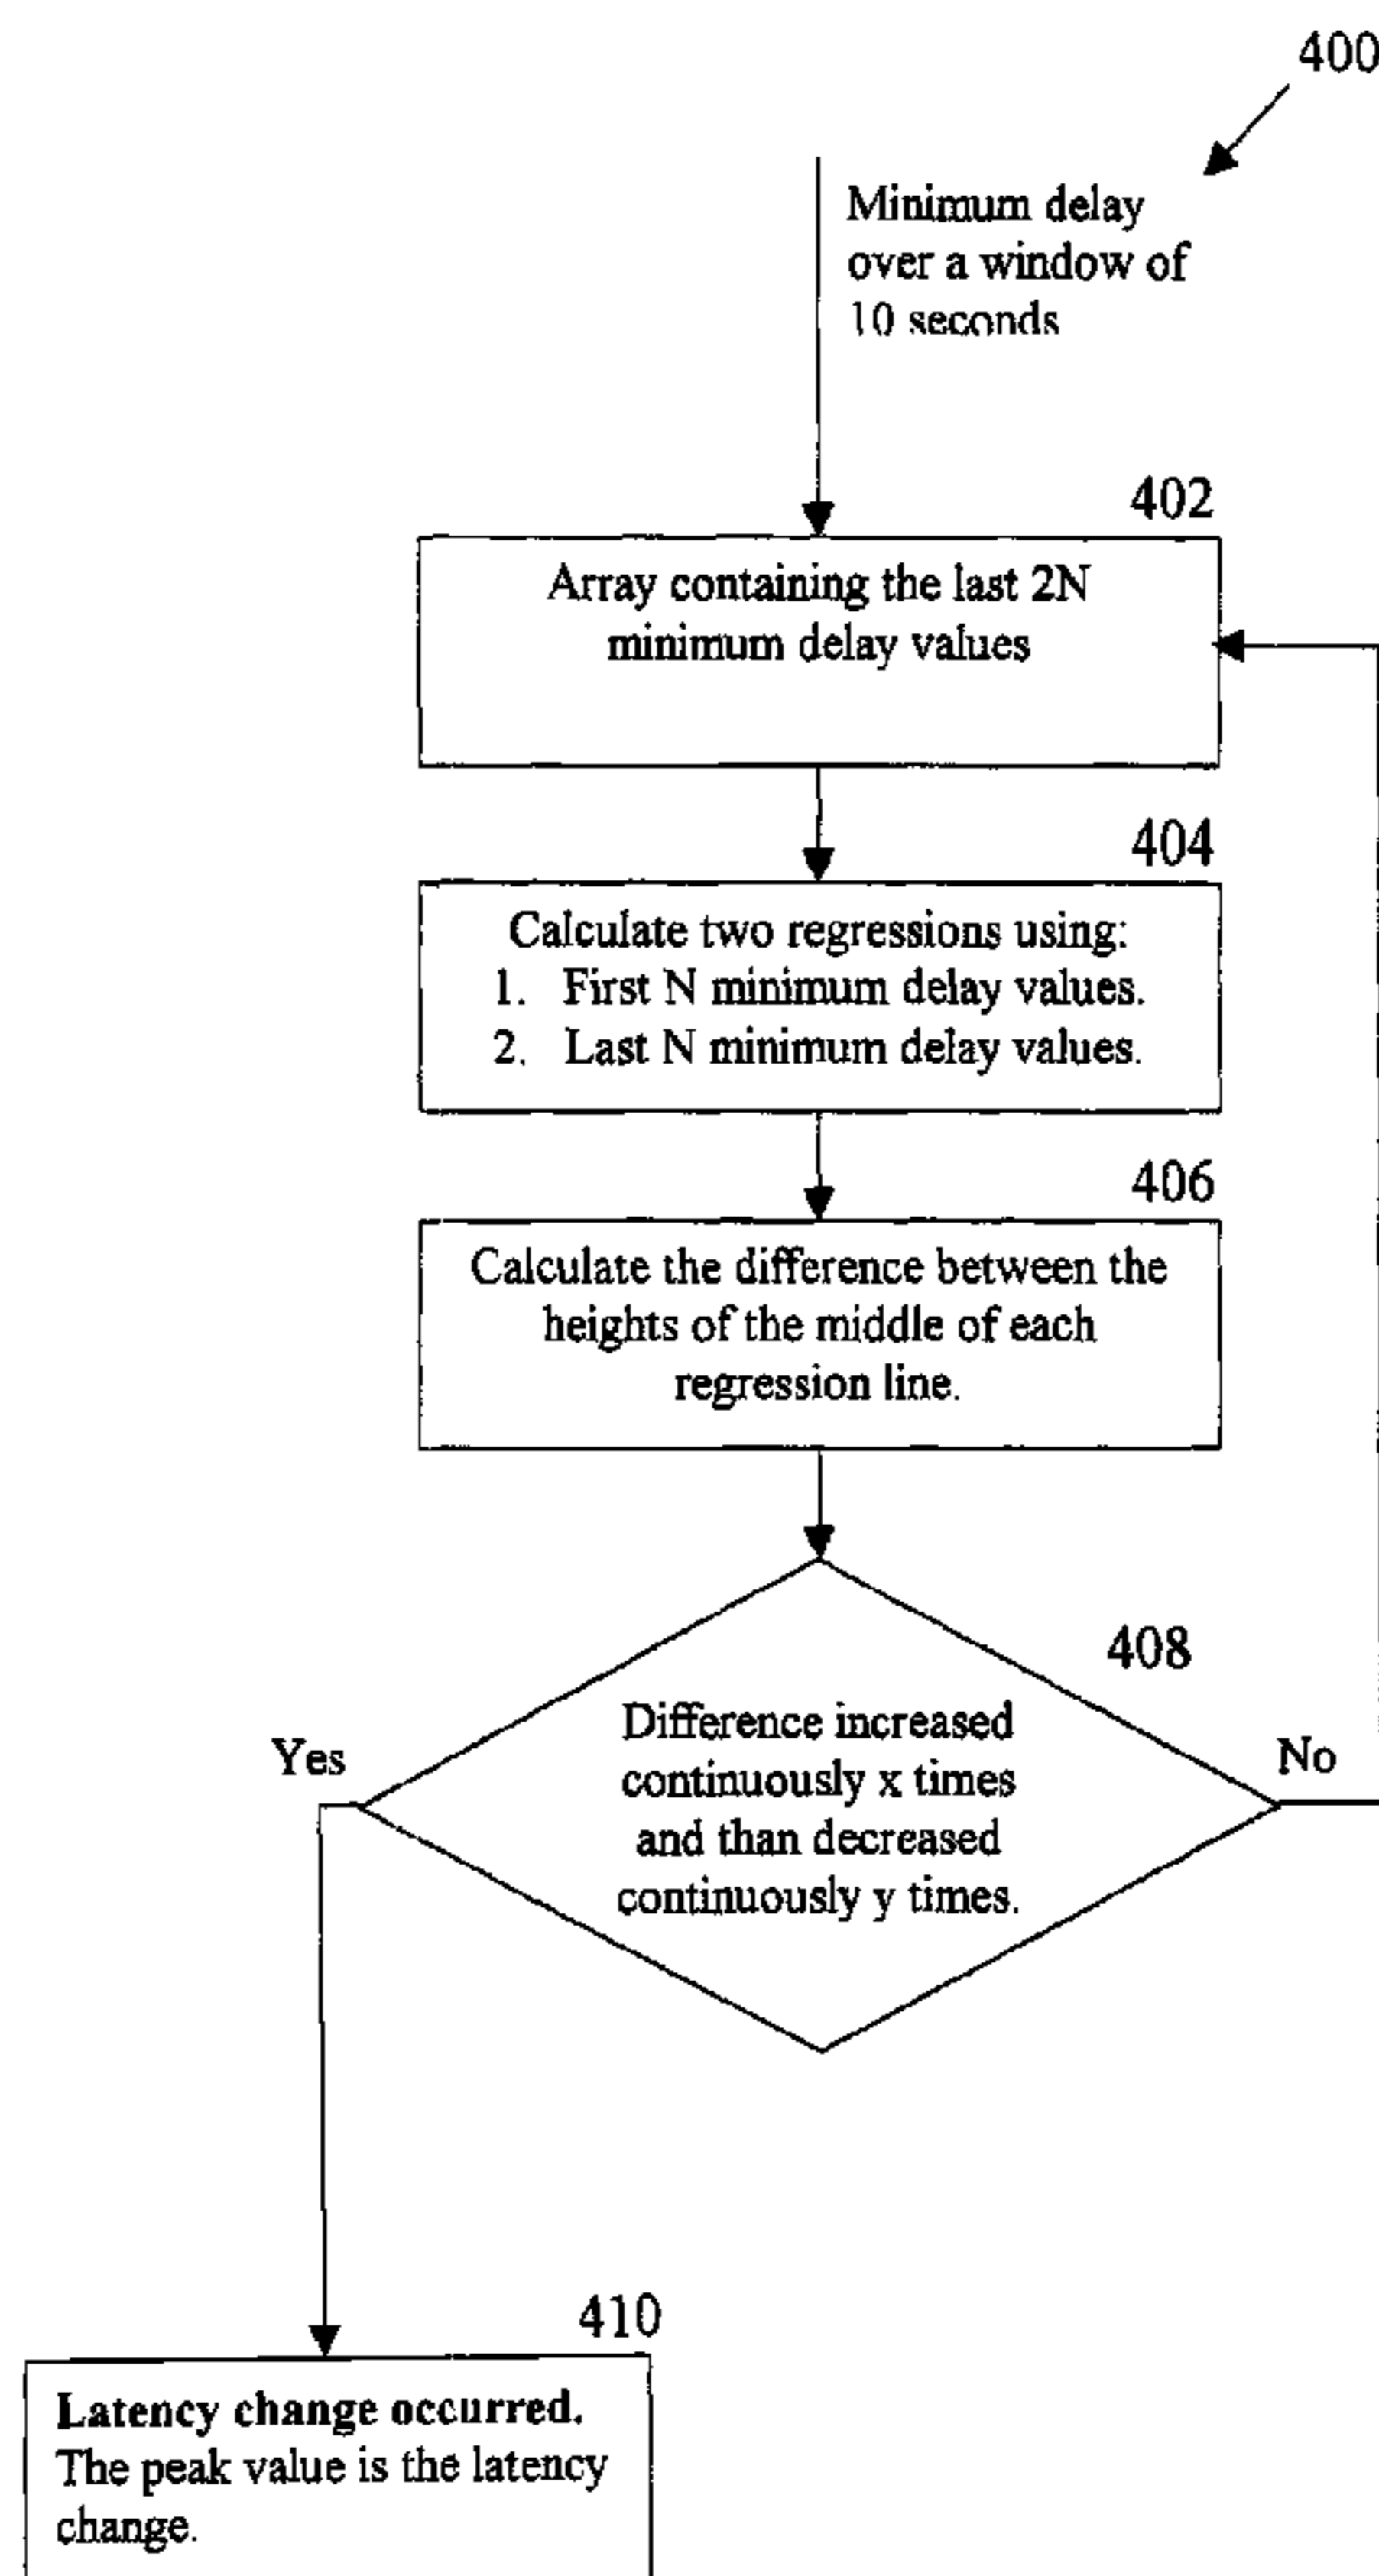 400
Minimum delay
over a window of
10 seconds
402
Array containing the last 2N
minimum delay values
404
Calculate two regressions using:
1. First N minimum delay values.
2. Last N minimum delay values.
406
Calculate the difference between the
heights of the middle of each
regression line.
408
Difference increased
continuously x times
and than decreased
continuously y times.
Yes
No
410
Latency change occurred.
The peak value is the latency
change.